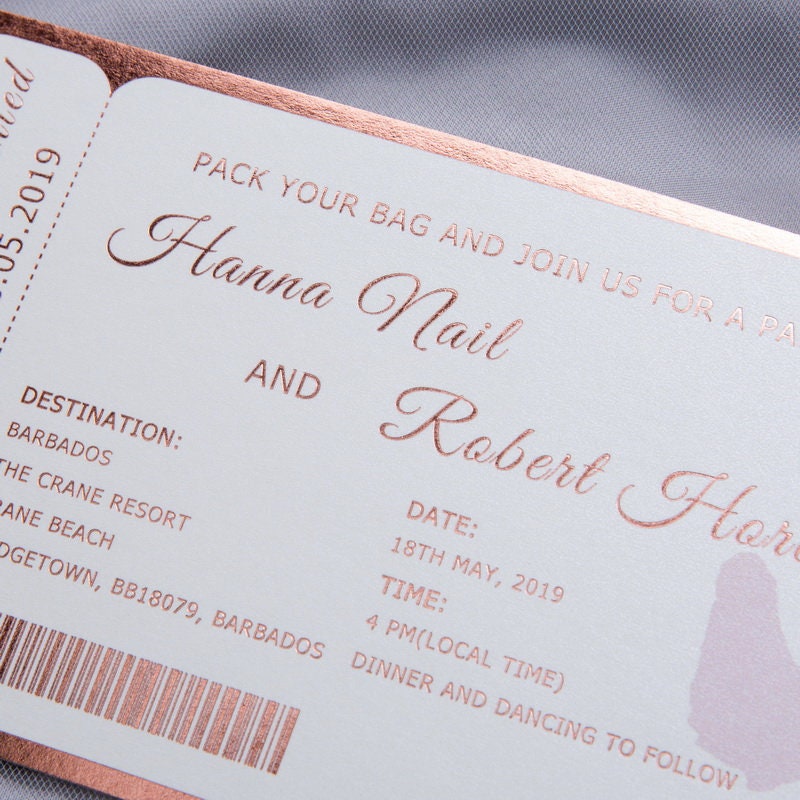 .05.2019
PACK YOUR BAG AND JOIN US FOR A PA
Hanna Nail
AND
Robert Hor
DESTINATION:
BARBADOS
THE CRANE RESORT
RANE BEACH
DGETOWN, BB18079, BARBADOS
DATE:
18TH MAY, 2019
TIME:
4 PM(LOCAL TIME)
DINNER AND DANCING TO FOLLOW